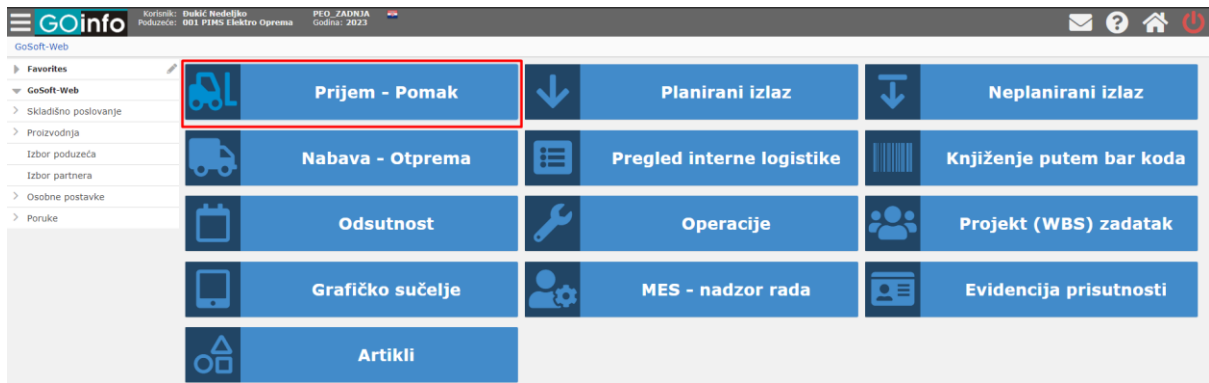 GOinfo
Korisnik: Đukić Nedeljko PEO_ZADNJA
Poduzeće: 001 PIMS Elektro Oprema Godina: 2023
GoSoft-Web
Favorites
GoSoft-Web
Skladišno poslovanje
Proizvodnja
Izbor poduzeća
Izbor partnera
Osobne postavke
Poruke
Prijem - Pomak
Planirani izlaz
Neplanirani izlaz
Nabava - Otprema
Pregled interne logistike
Knjiženje putem bar koda
Odsutnost
Operacije
Projekt (WBS) zadatak
Grafičko sučelje
MES - nadzor rada
Evidencija prisutnosti
Artikli